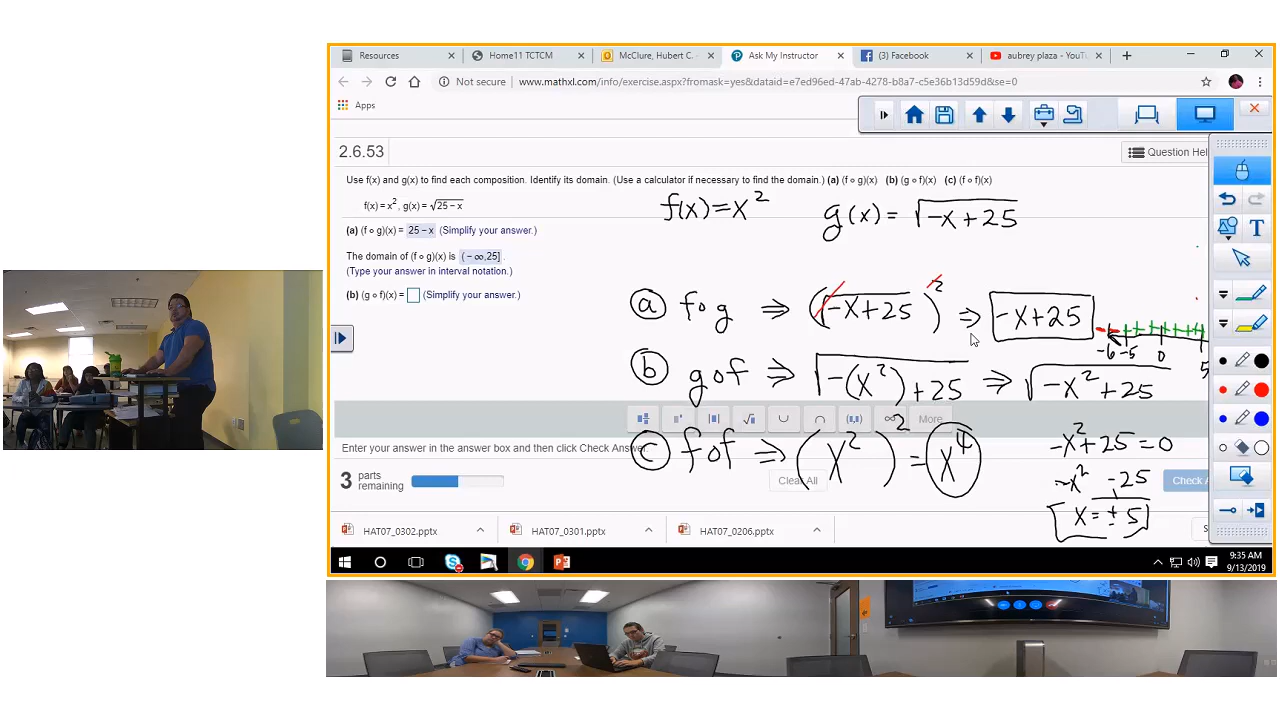 Resources
Home11 TCTCM
McClure, Hubert C. -
Ask My Instructor
(3) Facebook
aubrey plaza - YouTu
Not secure
www.mathxl.com/info/exercise.aspx?fromask=yes&dataid=e7ed96ed-47ab-4278-b8a7-c5e36b13d59d&se=0
Apps
2.6.53
Question Hel
Use f(x) and g(x) to find each composition. Identify its domain. (Use a calculator if necessary to find the domain.) (a) (f∘g)(x) (b) (g∘f)(x) (c) (f∘f)(x)
f(x)=x², g(x)=√25−x
f(x)=x² g(x)=√-x+25
(a) (f∘g)(x)= 25−x (Simplify your answer.)
The domain of (f∘g)(x) is (−∞,25].
(Type your answer in interval notation.)
(b) (g∘f)(x)= (Simplify your answer.)
a f∘g ⇒ (√-x+25)² ⇒ -x+25
-6 -5 0 5
b g∘f ⇒ √-(x²)+25 ⇒ √-x²+25
More
Enter your answer in the answer box and then click Check Answer.
c f∘f ⇒ (x²)² = x⁴
-x²+25=0
-x² -25
x=±5
3 parts remaining
Clear All
Check A
HAT07_0302.pptx
HAT07_0301.pptx
HAT07_0206.pptx
9:35 AM
9/13/2019